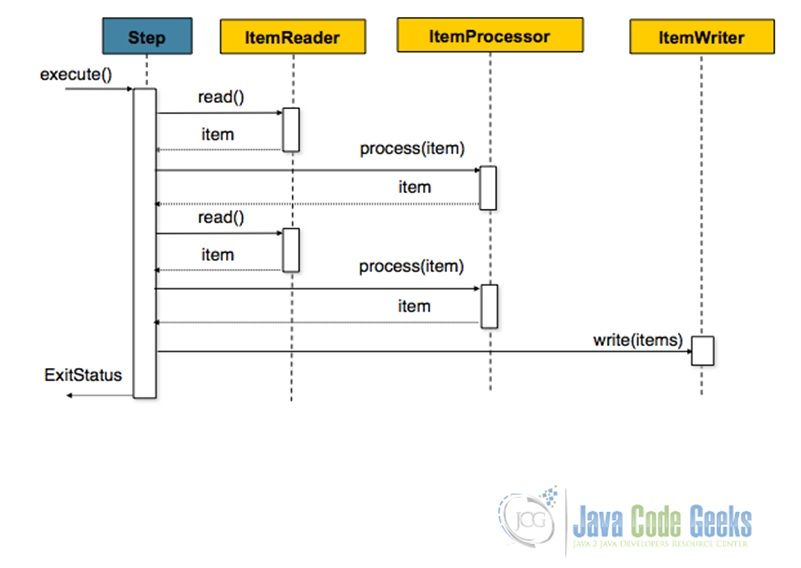 Step
ItemReader
ItemProcessor
ItemWriter
execute()
read()
item
process(item)
item
read()
item
process(item)
item
write(items)
ExitStatus
JCG
Java Code Geeks
JAVA 2 JAVA DEVELOPERS RESOURCE CENTER